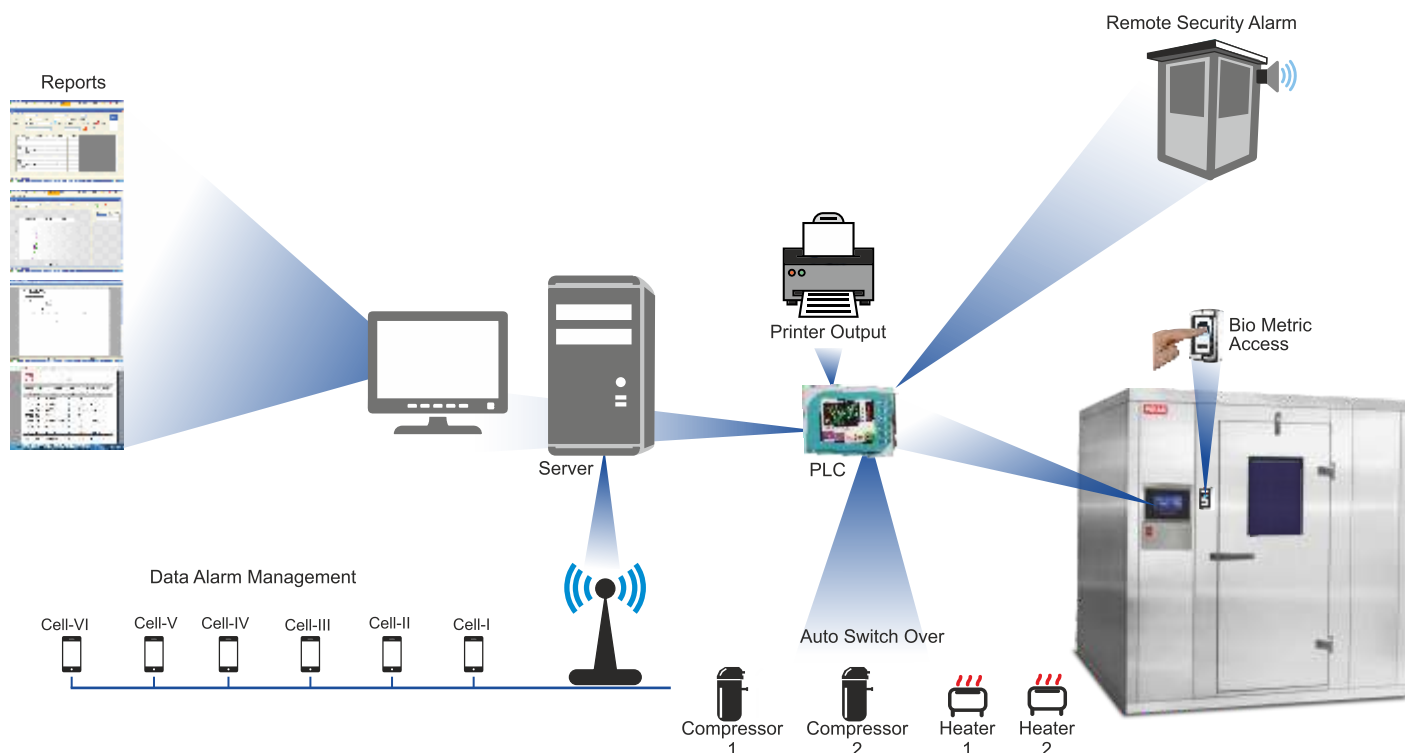 Remote Security Alarm
Reports
Printer Output
Bio Metric
Access
Server
PLC
Data Alarm Management
Cell-VI
Cell-V
Cell-IV
Cell-III
Cell-II
Cell-I
Auto Switch Over
Compressor
1
Compressor
2
Heater
1
Heater
2